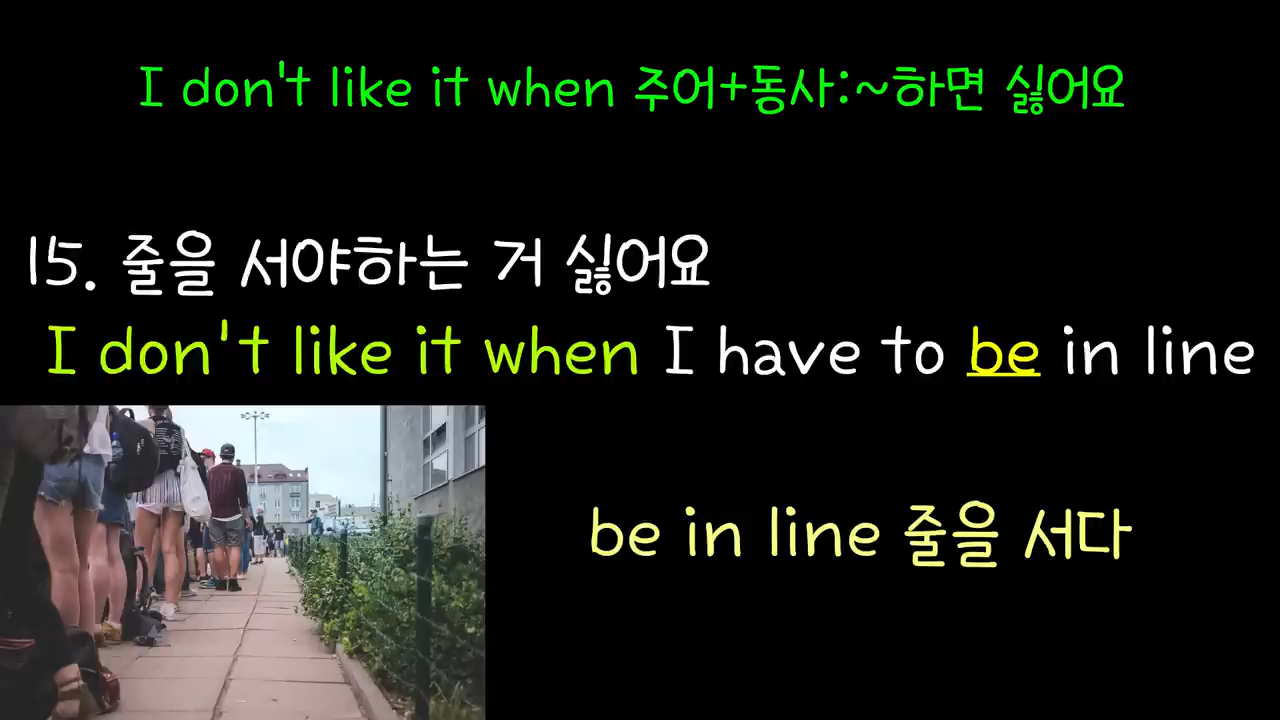 I don't like it when 주어+동사:~하면 싫어요
15. 줄을 서야하는 거 싫어요
I don't like it when I have to be in line
be in line 줄을 서다